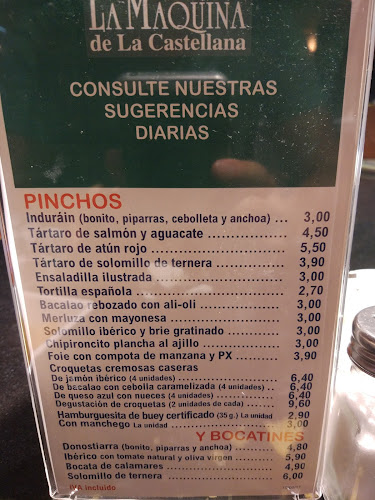 LA MAQUINA
de La Castellana
CONSULTE NUESTRAS
SUGERENCIAS
DIARIAS
PINCHOS
Induráin (bonito, piparras, cebolleta y anchoa) ... 3,00
Tártaro de salmón y aguacate .................. 4,50
Tártaro de atún rojo ................................ 5,50
Tártaro de solomillo de ternera ................ 3,90
Ensaladilla ilustrada ................................ 3,00
Tortilla española ..................................... 2,70
Bacalao rebozado con ali-oli .................... 3,00
Merluza con mayonesa ........................... 3,00
Solomillo ibérico y brie gratinado ............ 3,00
Chipironcito plancha al ajillo ................... 3,00
Foie con compota de manzana y PX ........ 3,90
Croquetas cremosas caseras
De jamón ibérico (4 unidades) .................. 6,40
De bacalao con cebolla caramelizada (4 unidades) .. 6,40
De queso azul con nueces (4 unidades) ........ 6,40
Degustación de croquetas (2 unidades de cada) ...... 9,60
Hamburguesita de buey certificado (35 g.) La unidad 2,90
Con manchego La unidad ........................ 3,00
Y BOCATINES
Donostiarra (bonito, piparras y anchoa) ........ 4,80
Ibérico con tomate natural y oliva virgen ...... 5,90
Bocata de calamares ............................... 4,90
Solomillo de ternera ................................ 6,00
IVA incluido